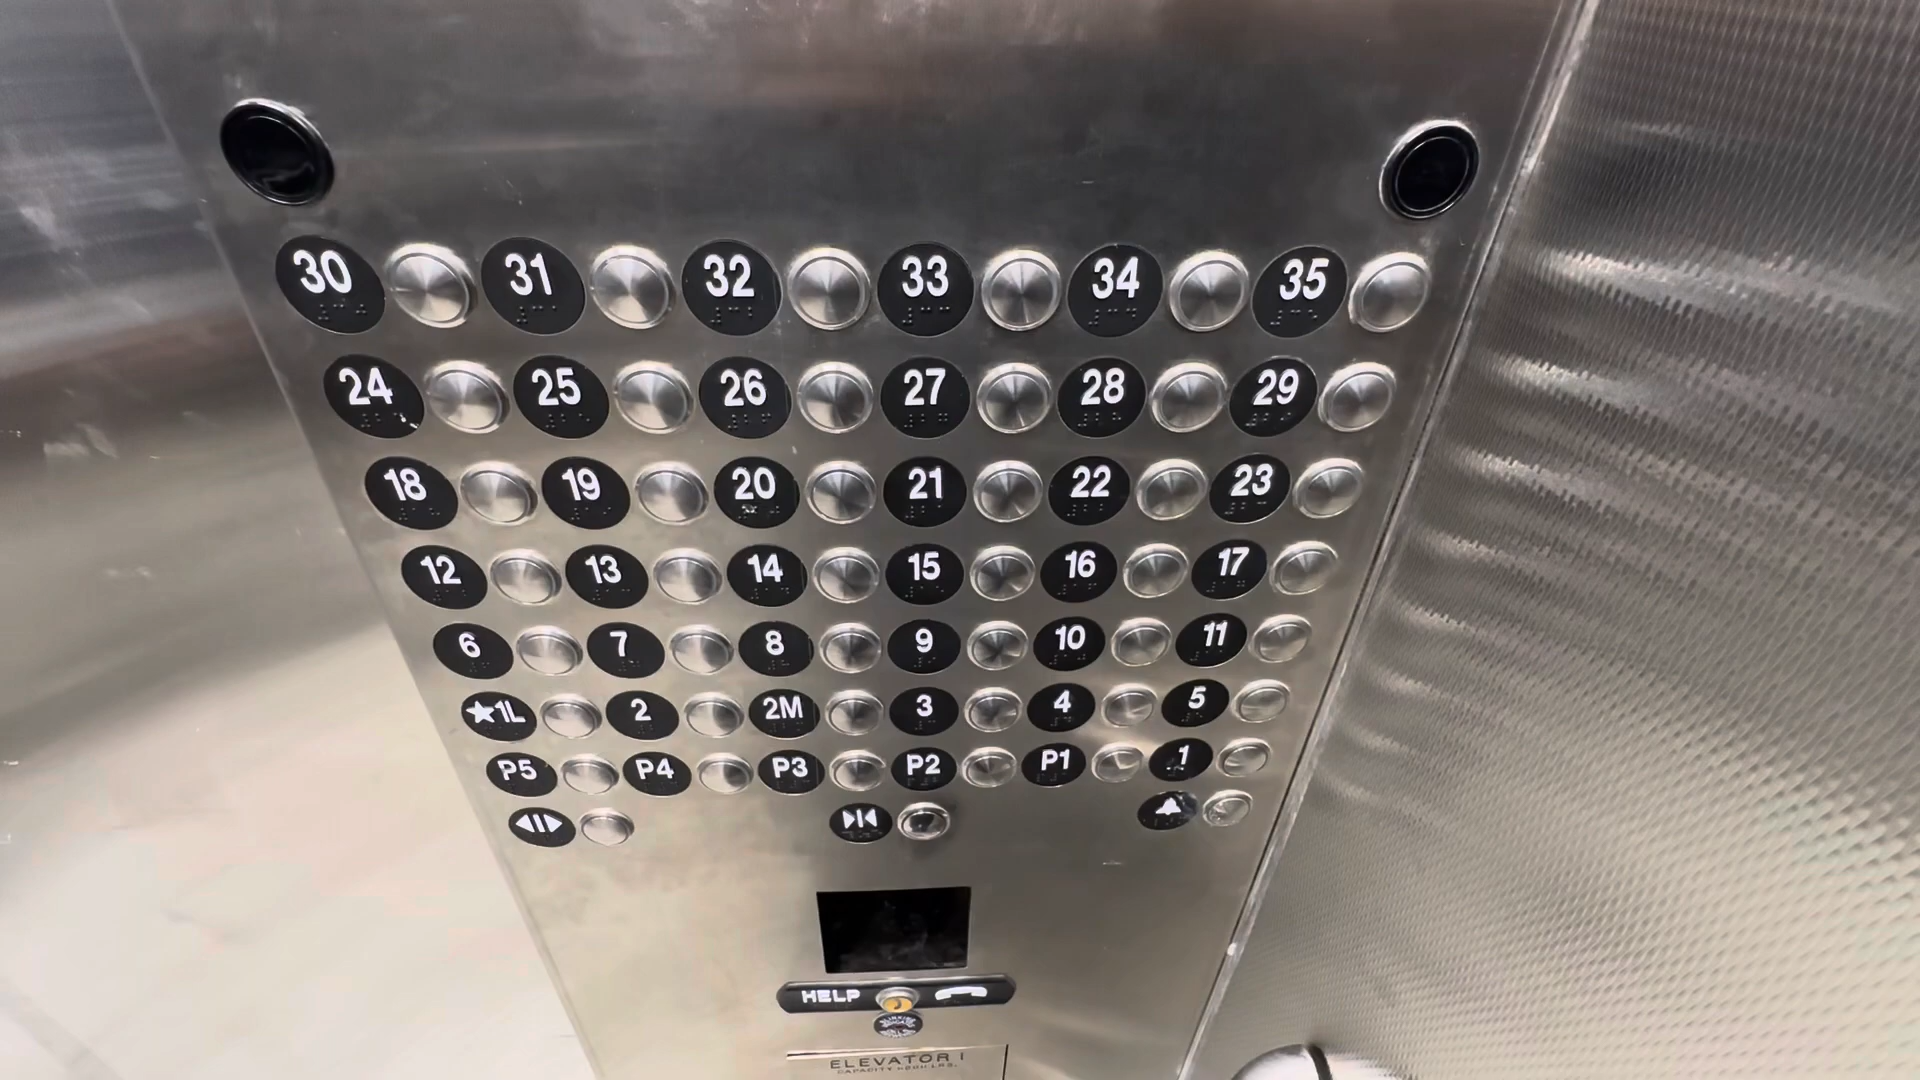 30 31 32 33 34 35
24 25 26 27 28 29
18 19 20 21 22 23
12 13 14 15 16 17
6 7 8 9 10 11
★1L 2 2M 3 4 5
P5 P4 P3 P2 P1 1
HELP
ELEVATOR 1
CAPACITY